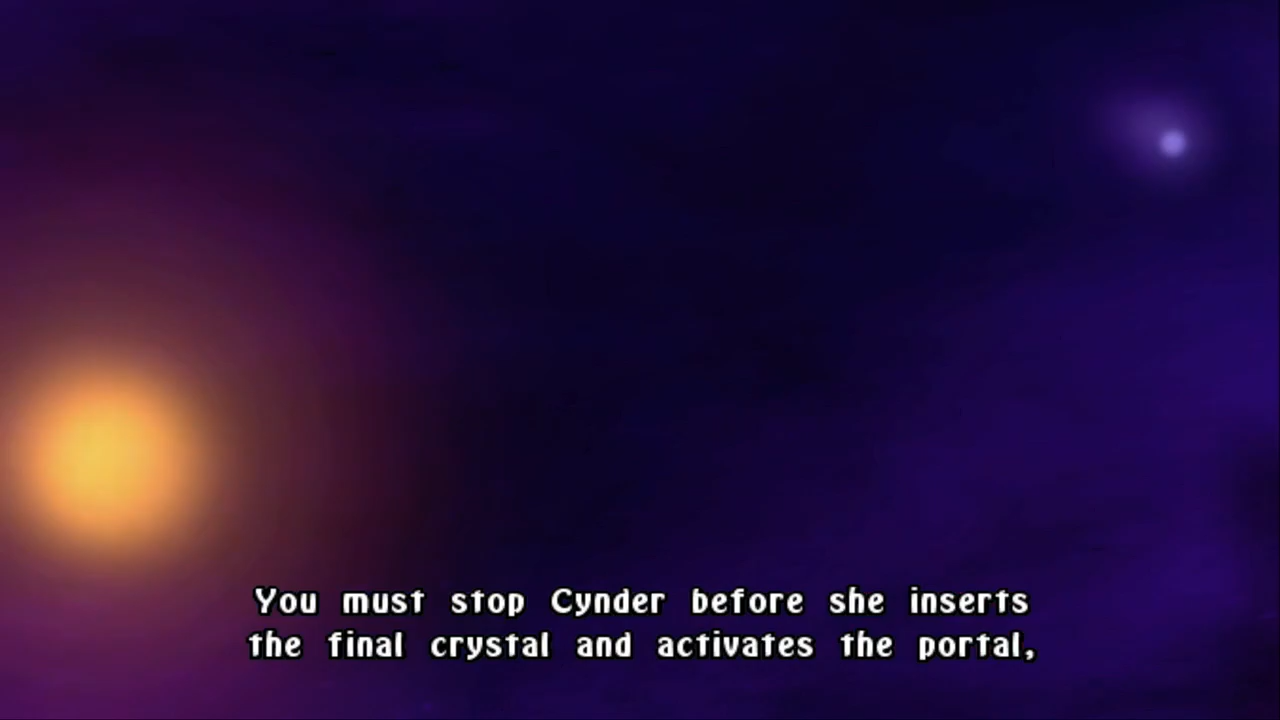 You must stop Cynder before she inserts
the final crystal and activates the portal,